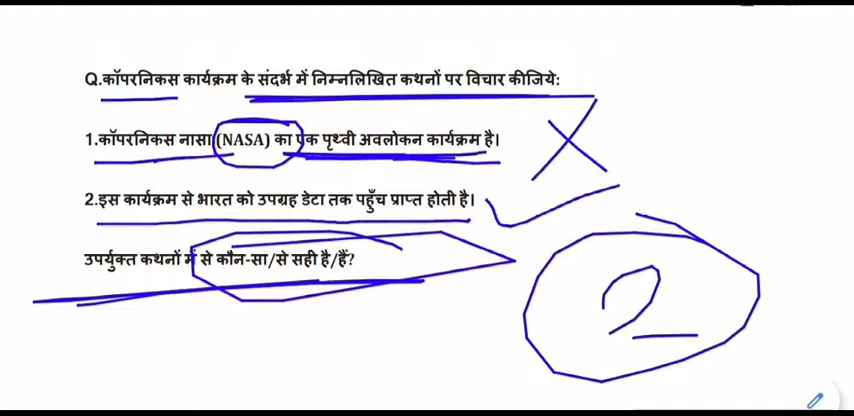 Q.कॉपरनिकस कार्यक्रम के संदर्भ में निम्नलिखित कथनों पर विचार कीजिये:
1.कॉपरनिकस नासा (NASA) का एक पृथ्वी अवलोकन कार्यक्रम है।
2.इस कार्यक्रम से भारत को उपग्रह डेटा तक पहुँच प्राप्त होती है।
उपर्युक्त कथनों में से कौन-सा/से सही है/हैं?
2